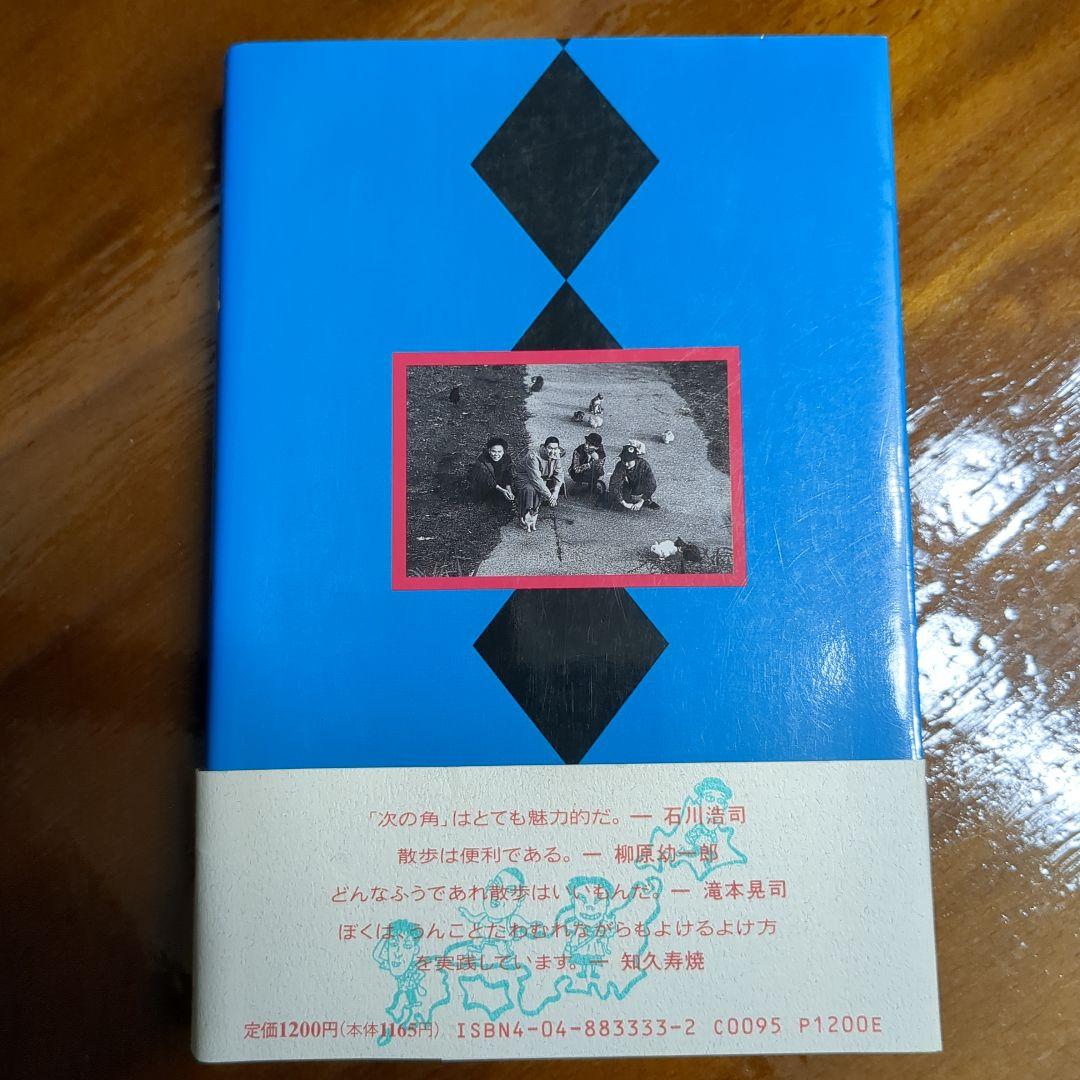 「次の角」はとても魅力的だ。— 石川浩司
散歩は便利である。— 柳原幼一郎
どんなふうであれ散歩はいいもんだ。— 滝本晃司
ぼくは、うんことたわむれながらもよけるよけ方
を実践しています。— 知久寿焼
定価1200円(本体1165円) ISBN4-04-883333-2 C0095 P1200E